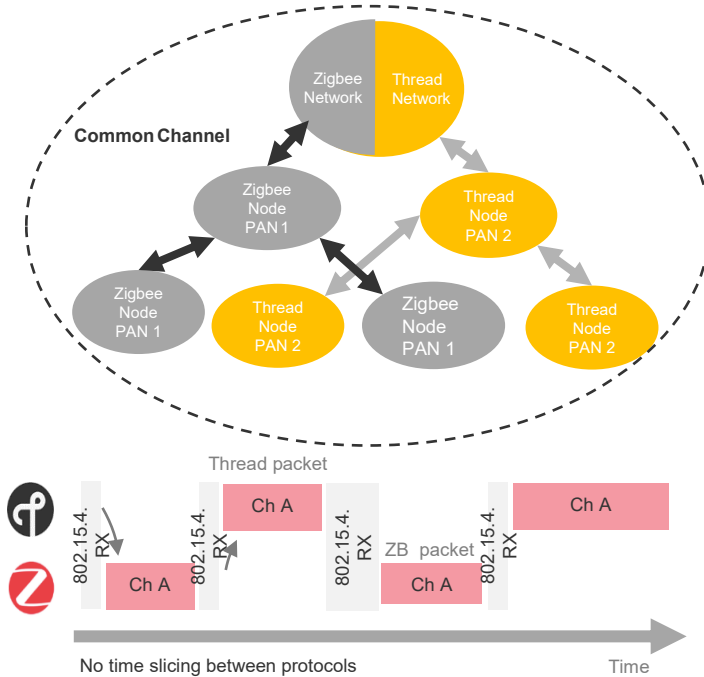 Zigbee
Network
Thread
Network
Common Channel
Zigbee
Node
PAN 1
Thread
Node
PAN 2
Zigbee
Node
PAN 1
Thread
Node
PAN 2
Zigbee
Node
PAN 1
Thread
Node
PAN 2
Thread packet
802.15.4.
RX
Ch A
802.15.4.
RX
Ch A
802.15.4.
RX
ZB packet
Ch A
802.15.4.
RX
Ch A
No time slicing between protocols
Time